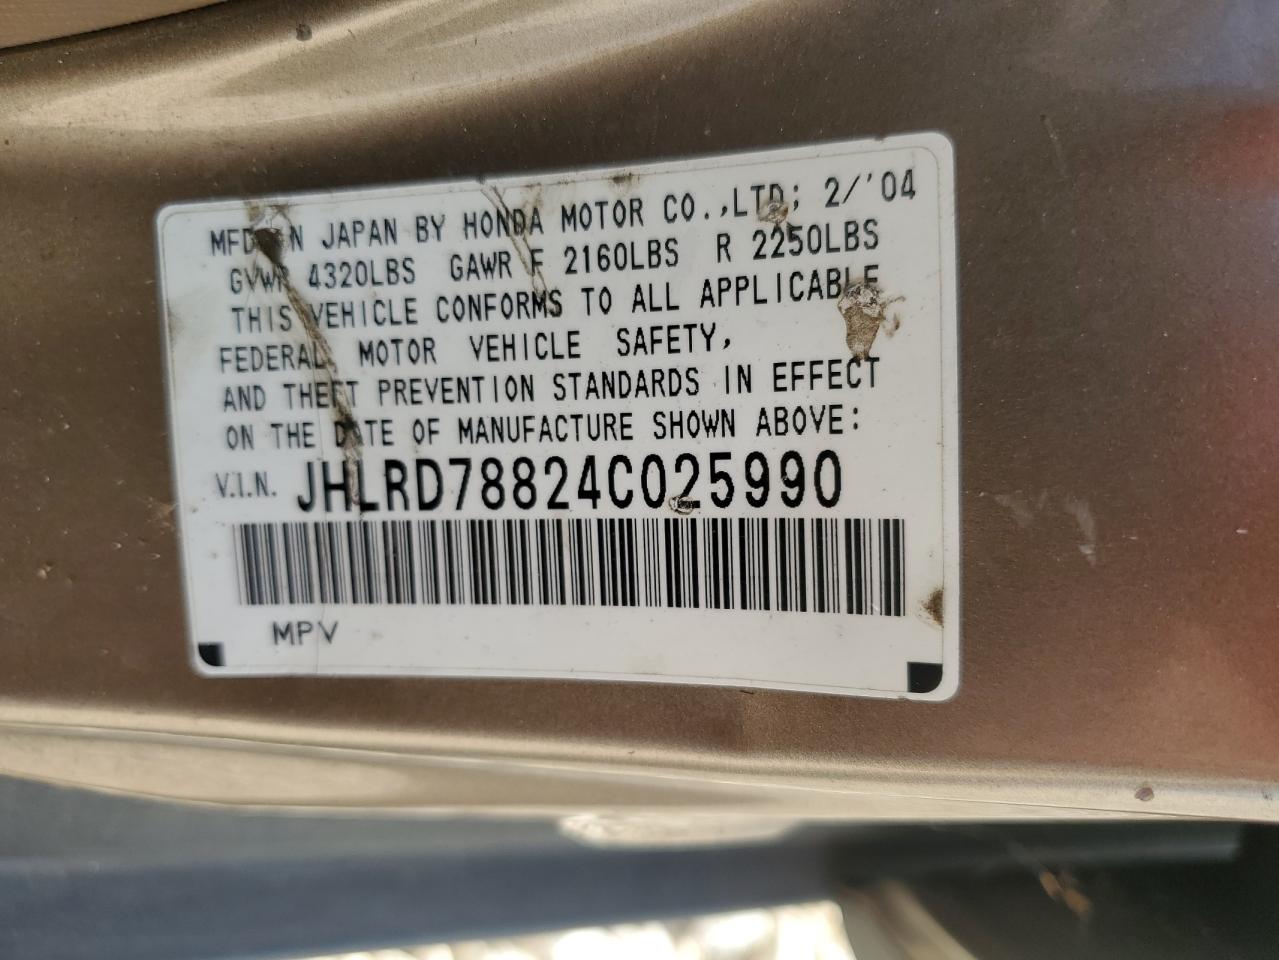 MFD IN JAPAN BY HONDA MOTOR CO.,LTD; 2/'04
GVWR 4320LBS GAWR F 2160LBS R 2250LBS
THIS VEHICLE CONFORMS TO ALL APPLICABLE
FEDERAL MOTOR VEHICLE SAFETY,
AND THEFT PREVENTION STANDARDS IN EFFECT
ON THE DATE OF MANUFACTURE SHOWN ABOVE:
V.I.N. JHLRD78824C025990
MPV